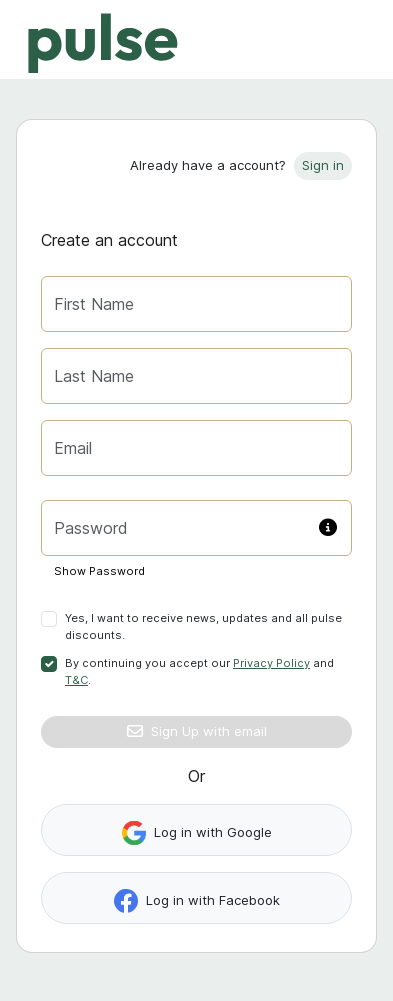 pulse
Already have a account? Sign in
Create an account
First Name
Last Name
Email
Password
Show Password
Yes, I want to receive news, updates and all pulse
discounts.
By continuing you accept our Privacy Policy and
T&C.
Sign Up with email
Or
Log in with Google
Log in with Facebook